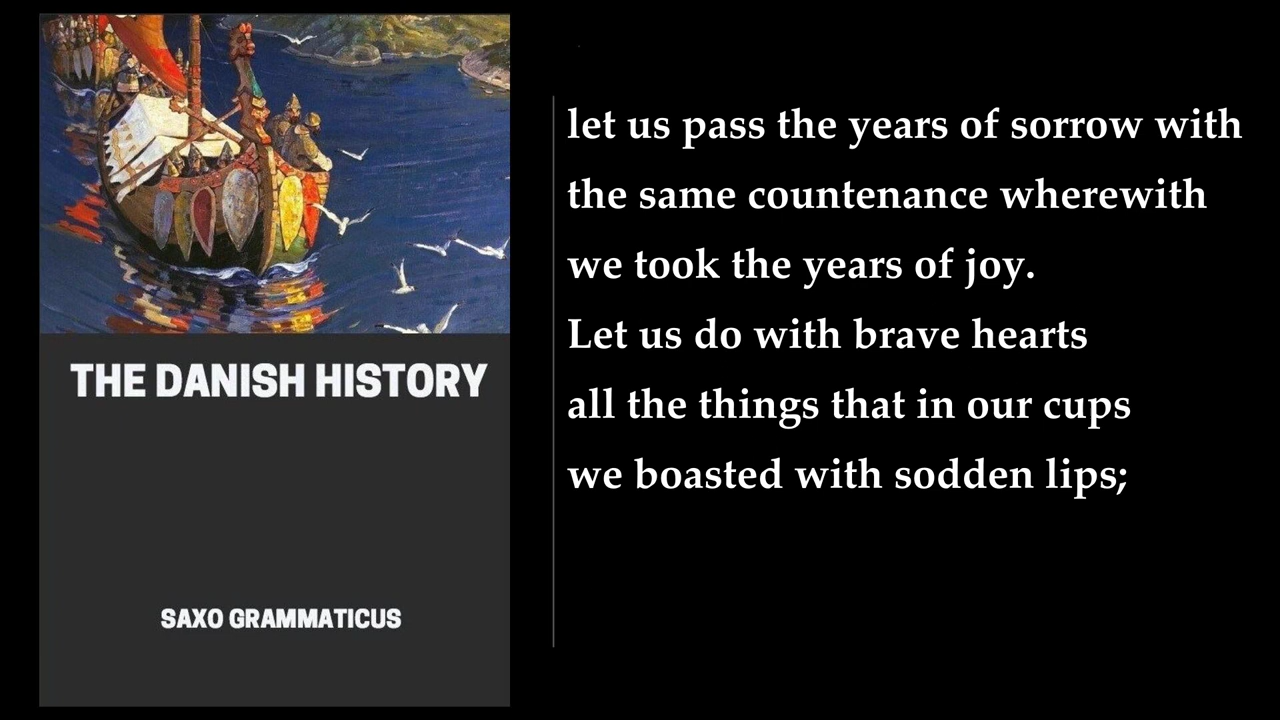 THE DANISH HISTORY
SAXO GRAMMATICUS
let us pass the years of sorrow with
the same countenance wherewith
we took the years of joy.
Let us do with brave hearts
all the things that in our cups
we boasted with sodden lips;